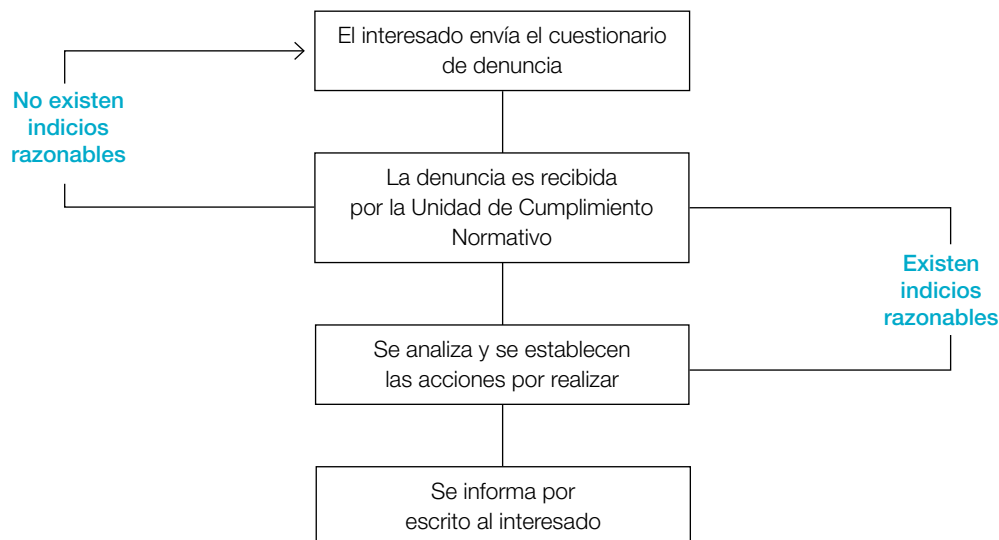 El interesado envía el cuestionario
de denuncia
No existen
indicios
razonables
La denuncia es recibida
por la Unidad de Cumplimiento
Normativo
Existen
indicios
razonables
Se analiza y se establecen
las acciones por realizar
Se informa por
escrito al interesado